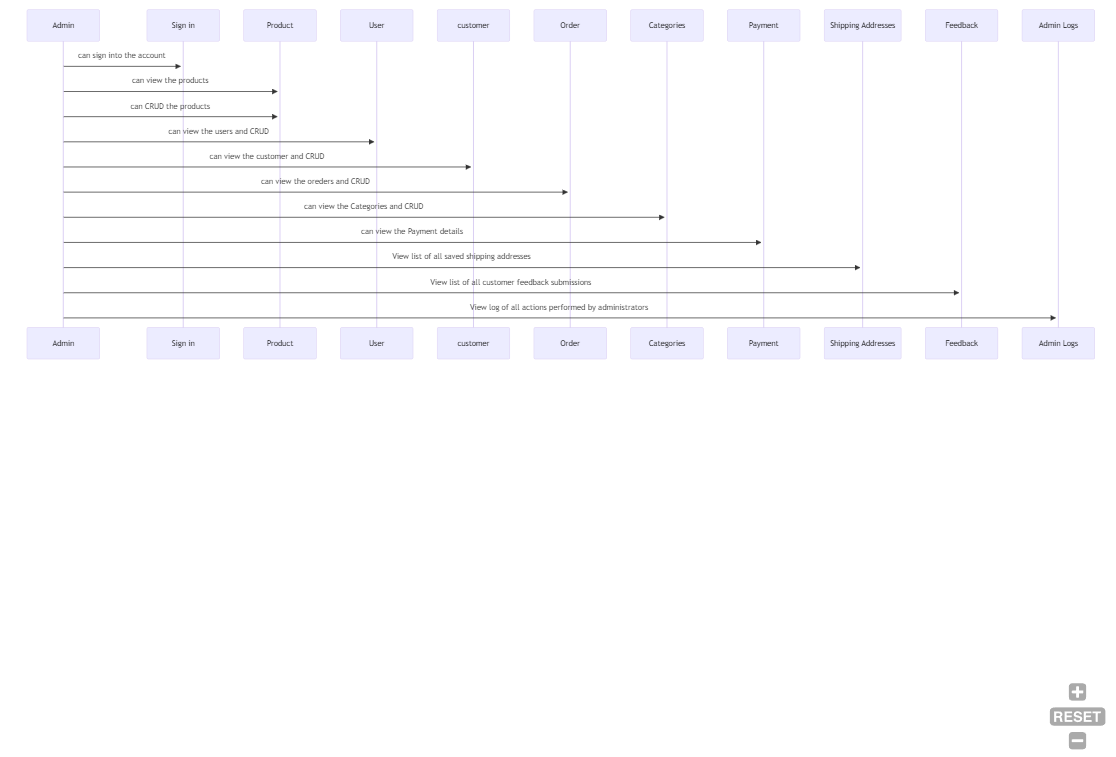 Admin Sign in Product User customer Order Categories Payment Shipping Addresses Feedback Admin Logs
can sign into the account
can view the products
can CRUD the products
can view the users and CRUD
can view the customer and CRUD
can view the oreders and CRUD
can view the Categories and CRUD
can view the Payment details
View list of all saved shipping addresses
View list of all customer feedback submissions
View log of all actions performed by administrators
Admin Sign in Product User customer Order Categories Payment Shipping Addresses Feedback Admin Logs
RESET